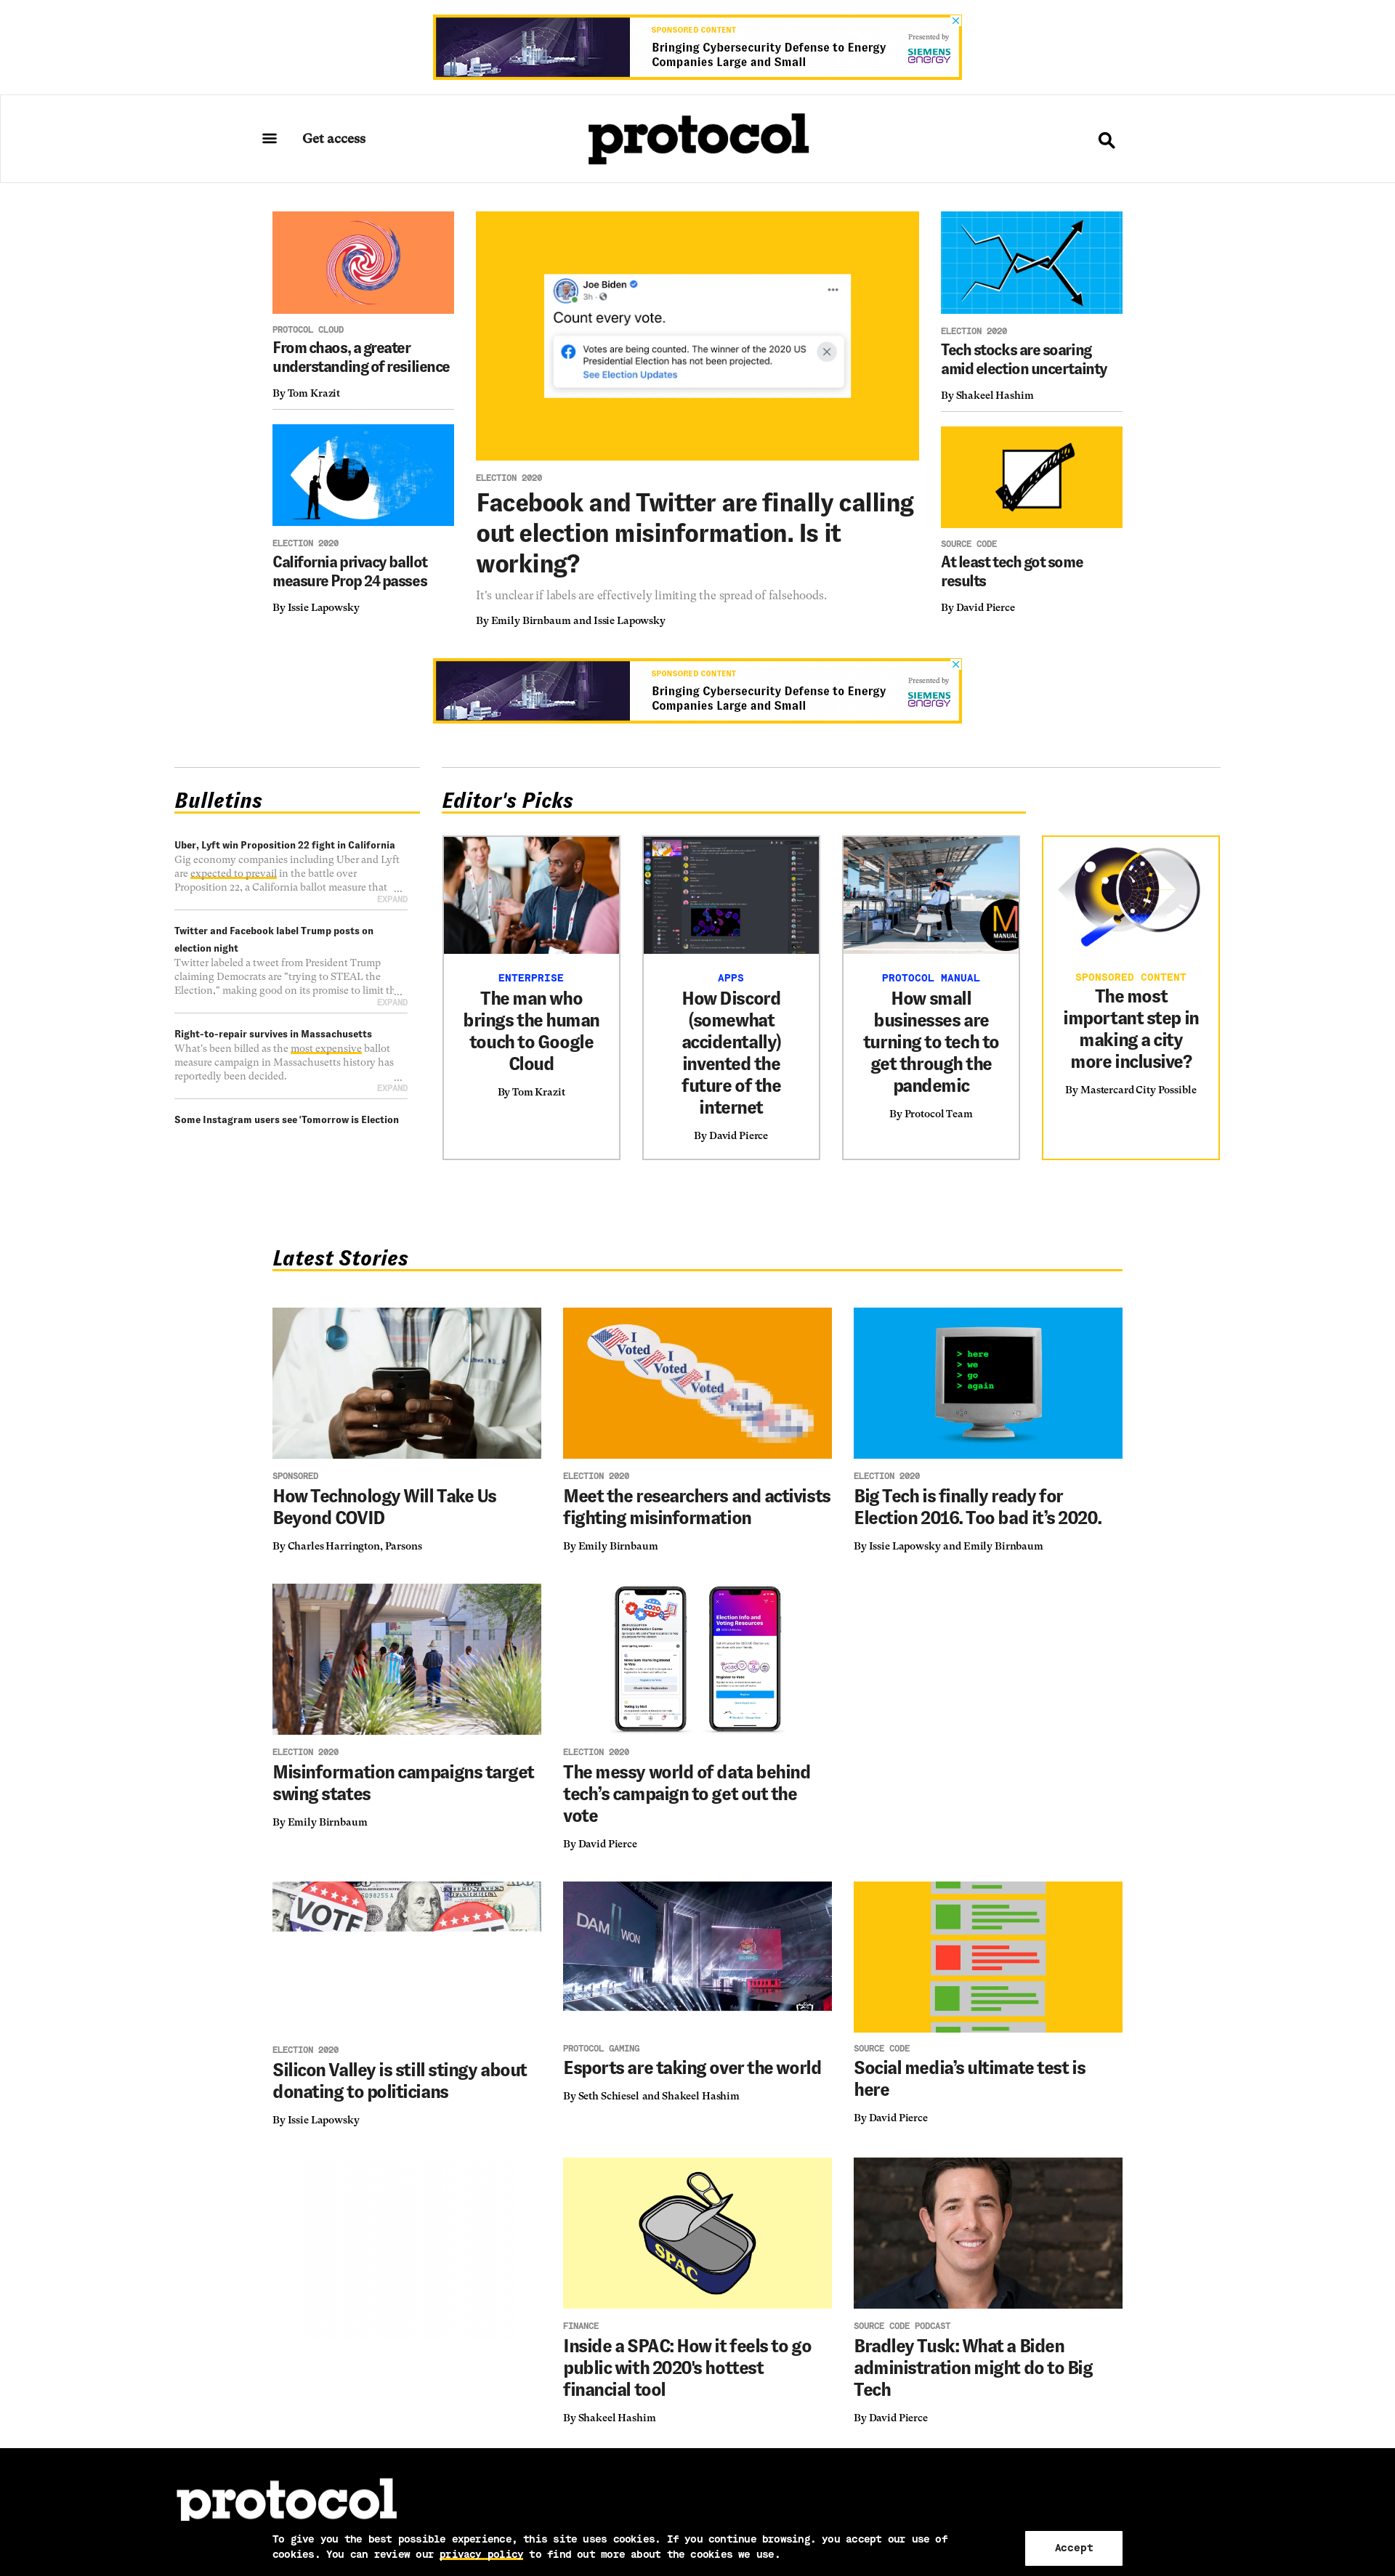 SPONSORED CONTENT
Bringing Cybersecurity Defense to Energy
Companies Large and Small
Presented by
SIEMENS
energy
Get access
protocol
PROTOCOL CLOUD
From chaos, a greater
understanding of resilience
By Tom Krazit
ELECTION 2020
California privacy ballot
measure Prop 24 passes
By Issie Lapowsky
Joe Biden
3h
Count every vote.
Votes are being counted. The winner of the 2020 US
Presidential Election has not been projected.
See Election Updates
ELECTION 2020
Facebook and Twitter are finally calling
out election misinformation. Is it
working?
It's unclear if labels are effectively limiting the spread of falsehoods.
By Emily Birnbaum and Issie Lapowsky
ELECTION 2020
Tech stocks are soaring
amid election uncertainty
By Shakeel Hashim
SOURCE CODE
At least tech got some
results
By David Pierce
SPONSORED CONTENT
Bringing Cybersecurity Defense to Energy
Companies Large and Small
Presented by
SIEMENS
energy
Bulletins
Uber, Lyft win Proposition 22 fight in California
Gig economy companies including Uber and Lyft
are expected to prevail in the battle over
Proposition 22, a California ballot measure that ...
EXPAND
Twitter and Facebook label Trump posts on
election night
Twitter labeled a tweet from President Trump
claiming Democrats are "trying to STEAL the
Election," making good on its promise to limit th...
EXPAND
Right-to-repair survives in Massachusetts
What's been billed as the most expensive ballot
measure campaign in Massachusetts history has
reportedly been decided. ...
EXPAND
Some Instagram users see 'Tomorrow is Election
Editor's Picks
ENTERPRISE
The man who
brings the human
touch to Google
Cloud
By Tom Krazit
APPS
How Discord
(somewhat
accidentally)
invented the
future of the
internet
By David Pierce
M
MANUAL
PROTOCOL MANUAL
How small
businesses are
turning to tech to
get through the
pandemic
By Protocol Team
SPONSORED CONTENT
The most
important step in
making a city
more inclusive?
By Mastercard City Possible
Latest Stories
SPONSORED
How Technology Will Take Us
Beyond COVID
By Charles Harrington, Parsons
I Voted
I Voted
I Voted
ELECTION 2020
Meet the researchers and activists
fighting misinformation
By Emily Birnbaum
> here
> we
> go
> again
ELECTION 2020
Big Tech is finally ready for
Election 2016. Too bad it’s 2020.
By Issie Lapowsky and Emily Birnbaum
ELECTION 2020
Misinformation campaigns target
swing states
By Emily Birnbaum
2020
Election Info and
Voting Resources
ELECTION 2020
The messy world of data behind
tech’s campaign to get out the
vote
By David Pierce
VOTE
ELECTION 2020
Silicon Valley is still stingy about
donating to politicians
By Issie Lapowsky
DAMWON
PROTOCOL GAMING
Esports are taking over the world
By Seth Schiesel and Shakeel Hashim
SOURCE CODE
Social media’s ultimate test is
here
By David Pierce
SPAC
FINANCE
Inside a SPAC: How it feels to go
public with 2020's hottest
financial tool
By Shakeel Hashim
SOURCE CODE PODCAST
Bradley Tusk: What a Biden
administration might do to Big
Tech
By David Pierce
protocol
To give you the best possible experience, this site uses cookies. If you continue browsing. you accept our use of
cookies. You can review our privacy policy to find out more about the cookies we use.
Accept